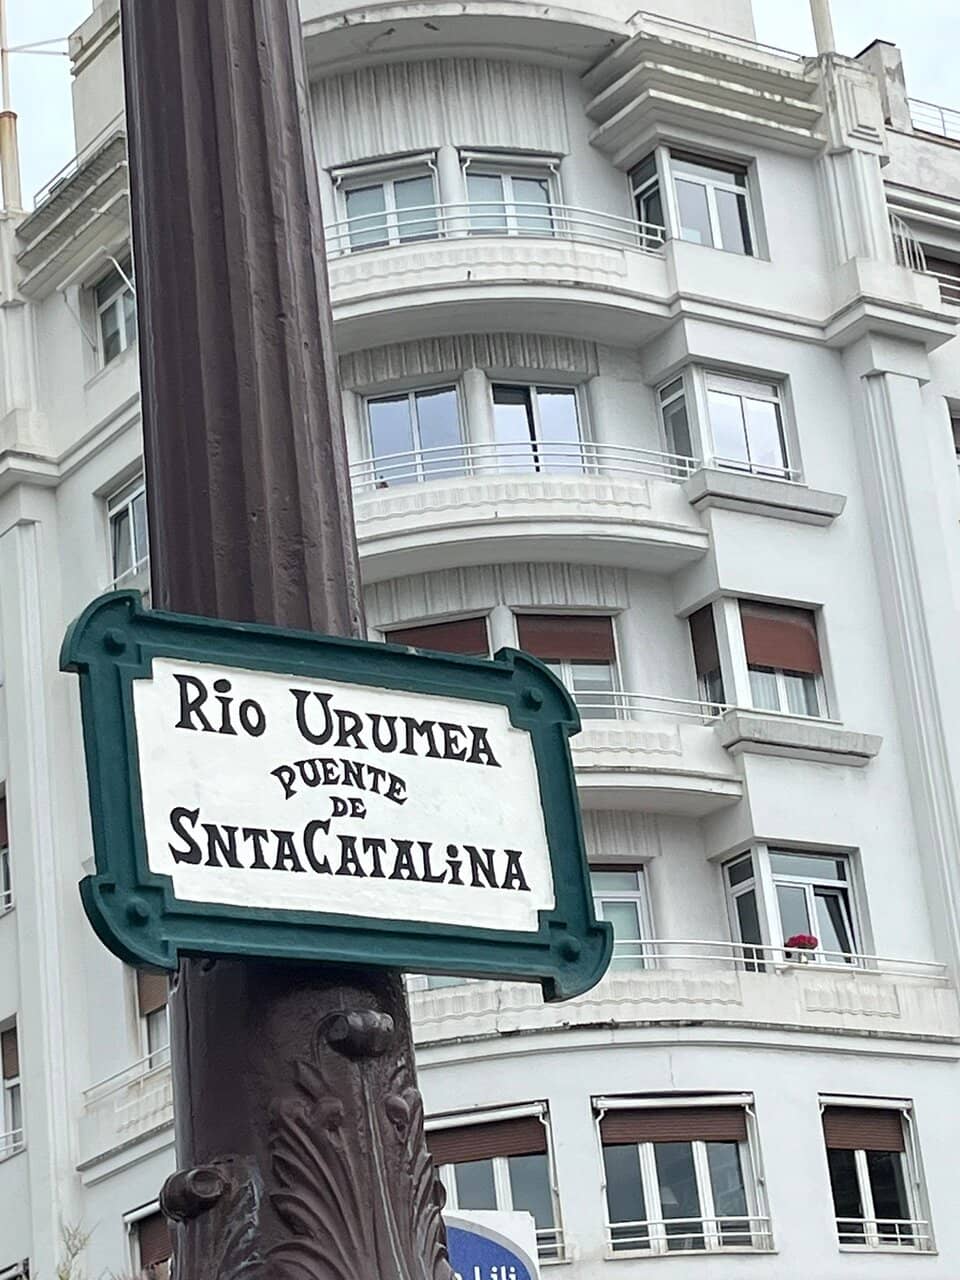 Rio URUMEA
PUENTE
DE
SNTACATALiNA